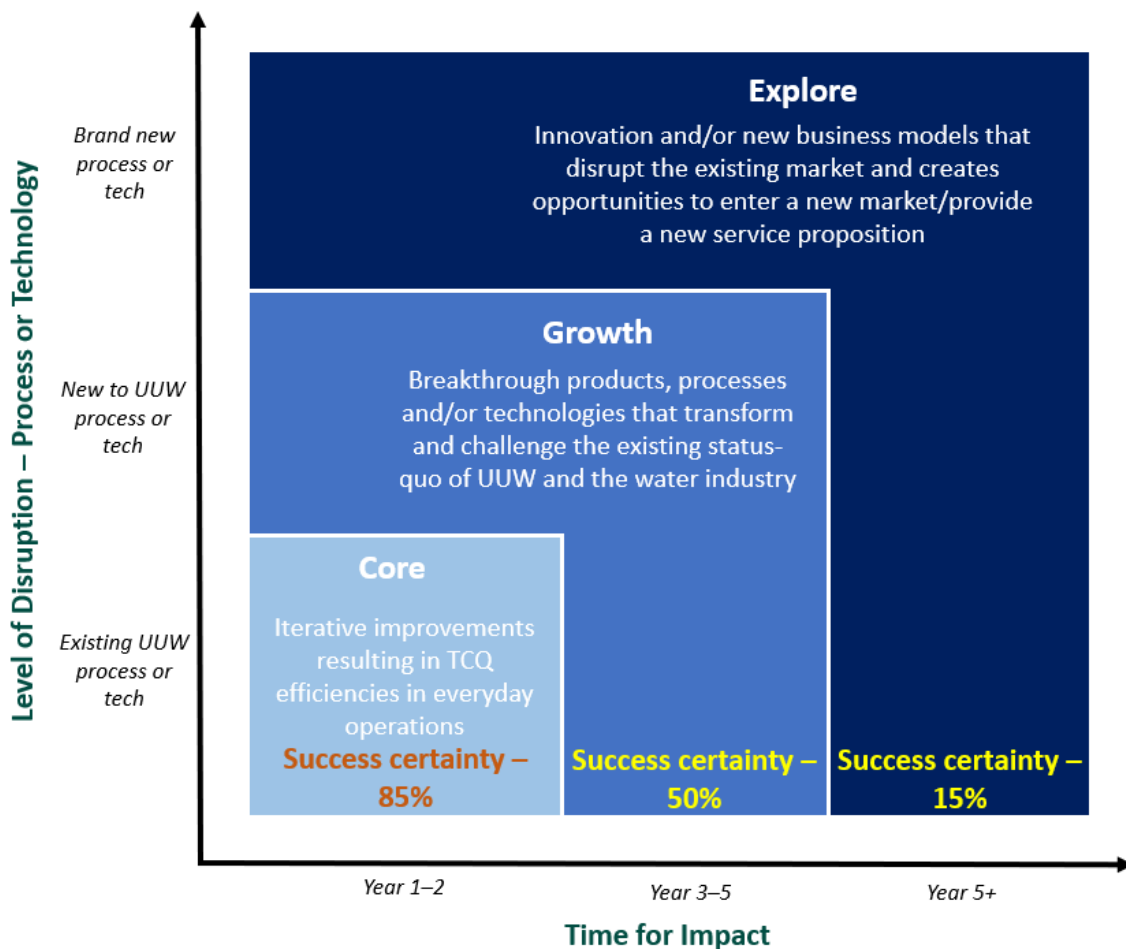 Level of Disruption – Process or Technology
Brand new
process or
tech
Explore
Innovation and/or new business models that
disrupt the existing market and creates
opportunities to enter a new market/provide
a new service proposition
New to UUW
process or
tech
Growth
Breakthrough products, processes
and/or technologies that transform
and challenge the existing status-
quo of UUW and the water industry
Existing UUW
process or
tech
Core
Iterative improvements
resulting in TCQ
efficiencies in everyday
operations
Success certainty –
85%
Success certainty –
50%
Success certainty –
15%
Year 1–2
Year 3–5
Year 5+
Time for Impact